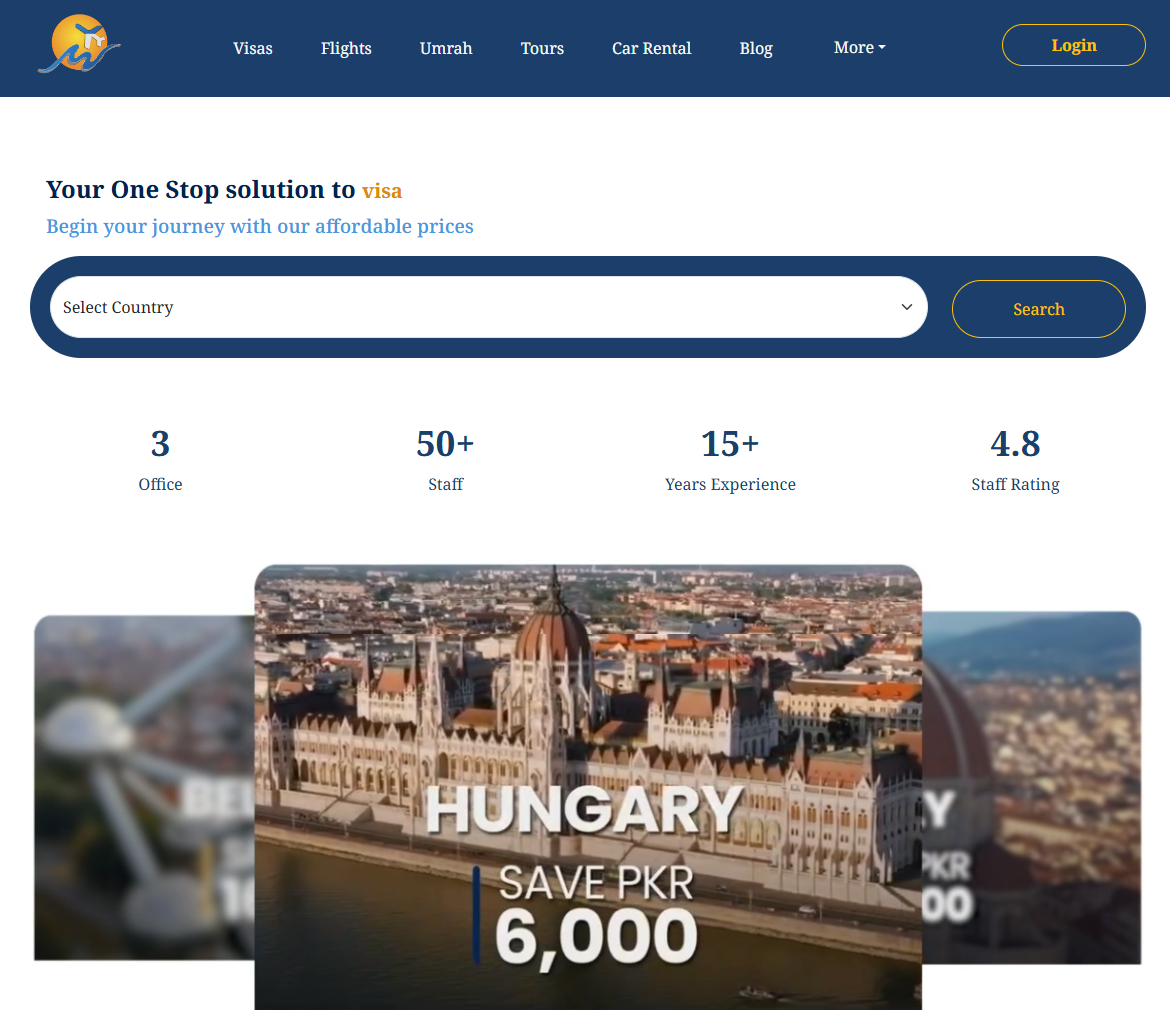 Visas Flights Umrah Tours Car Rental Blog More Login
Your One Stop solution to visa
Begin your journey with our affordable prices
Select Country Search
3 50+ 15+ 4.8
Office Staff Years Experience Staff Rating
HUNGARY
SAVE PKR
6,000